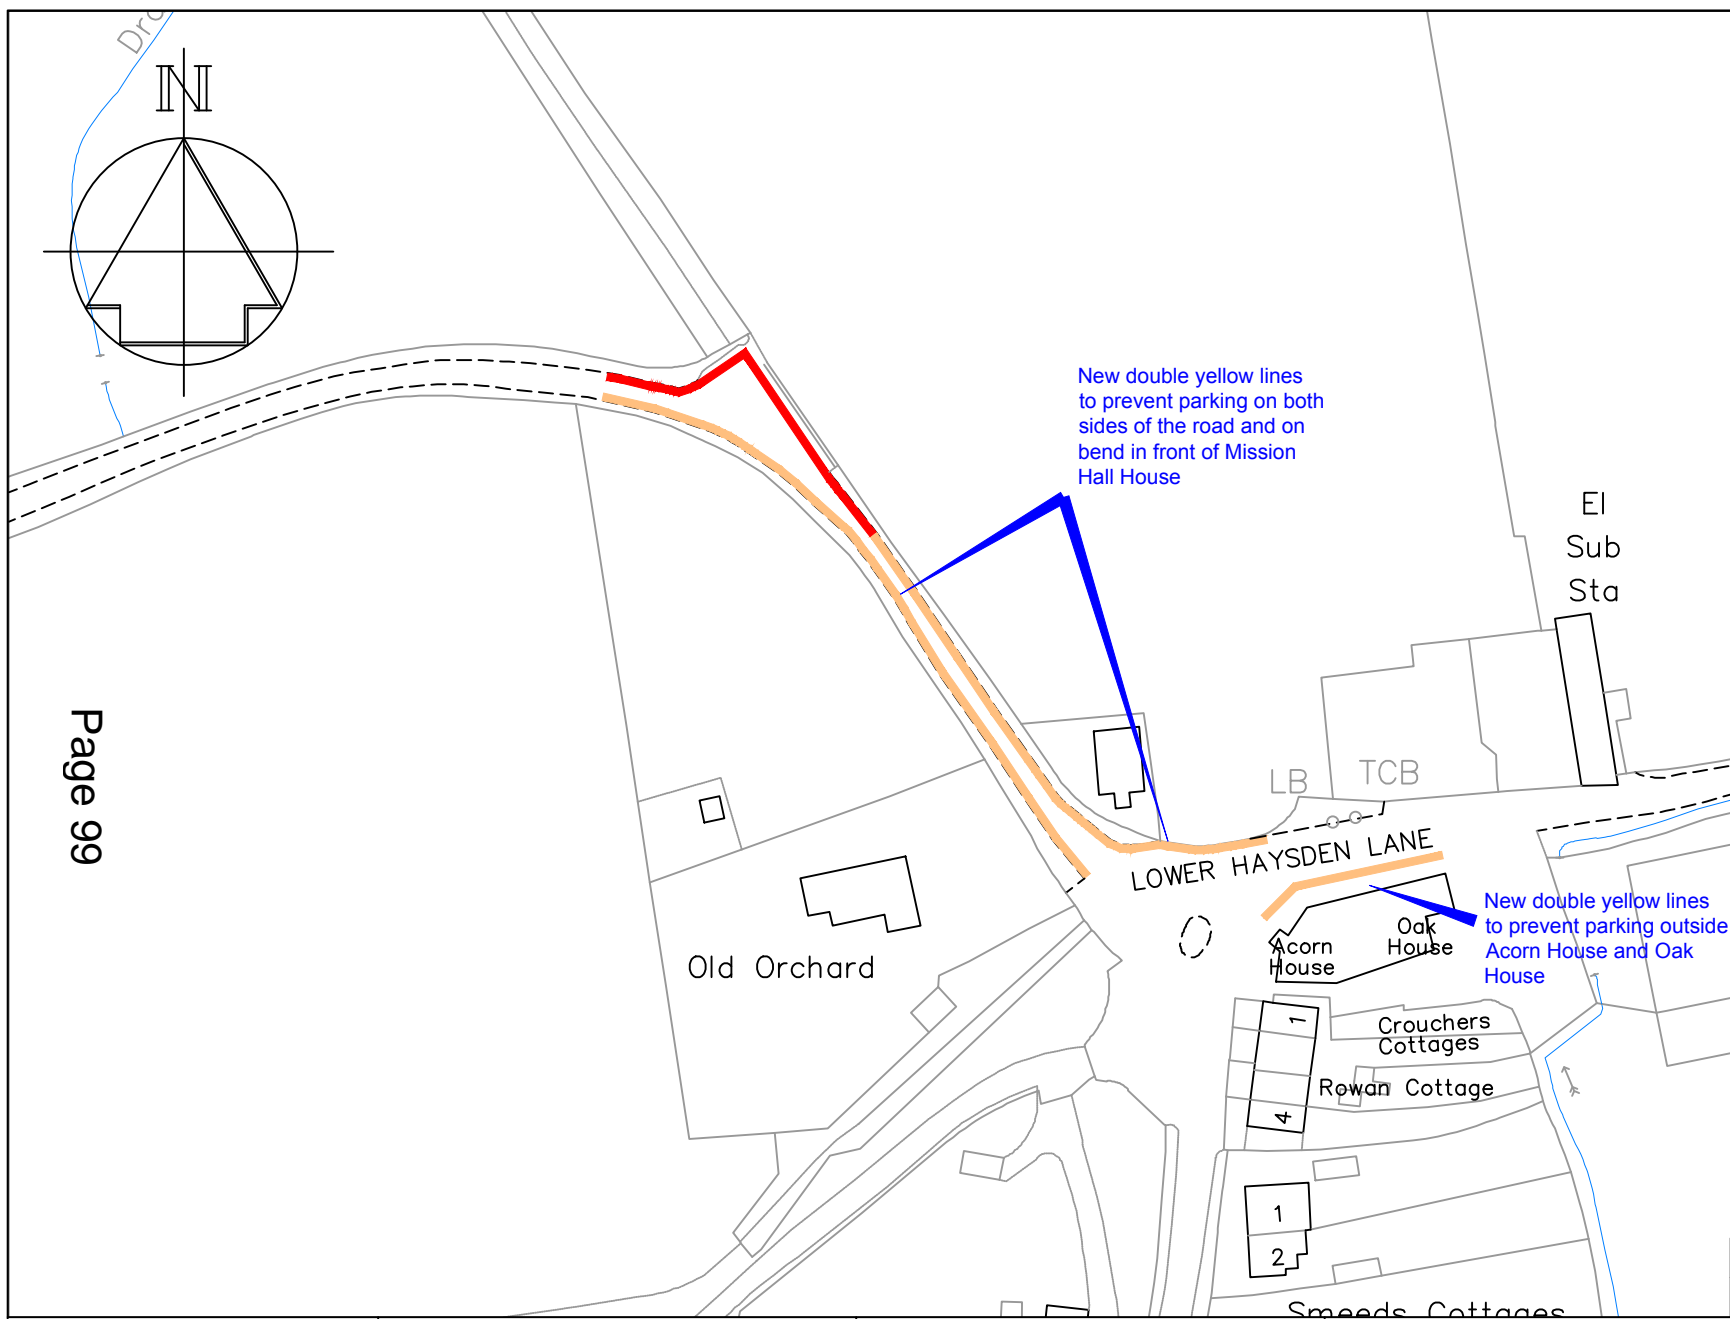 N
New double yellow lines
to prevent parking on both
sides of the road and on
bend in front of Mission
Hall House
El
Sub
Sta
Page 99
LB
TCB
LOWER HAYSDEN LANE
New double yellow lines
to prevent parking outside
Acorn House and Oak
House
Oak
House
Acorn
House
Old Orchard
1
Crouchers
Cottages
Rowan Cottage
4
1
2
Smeeds Cottages